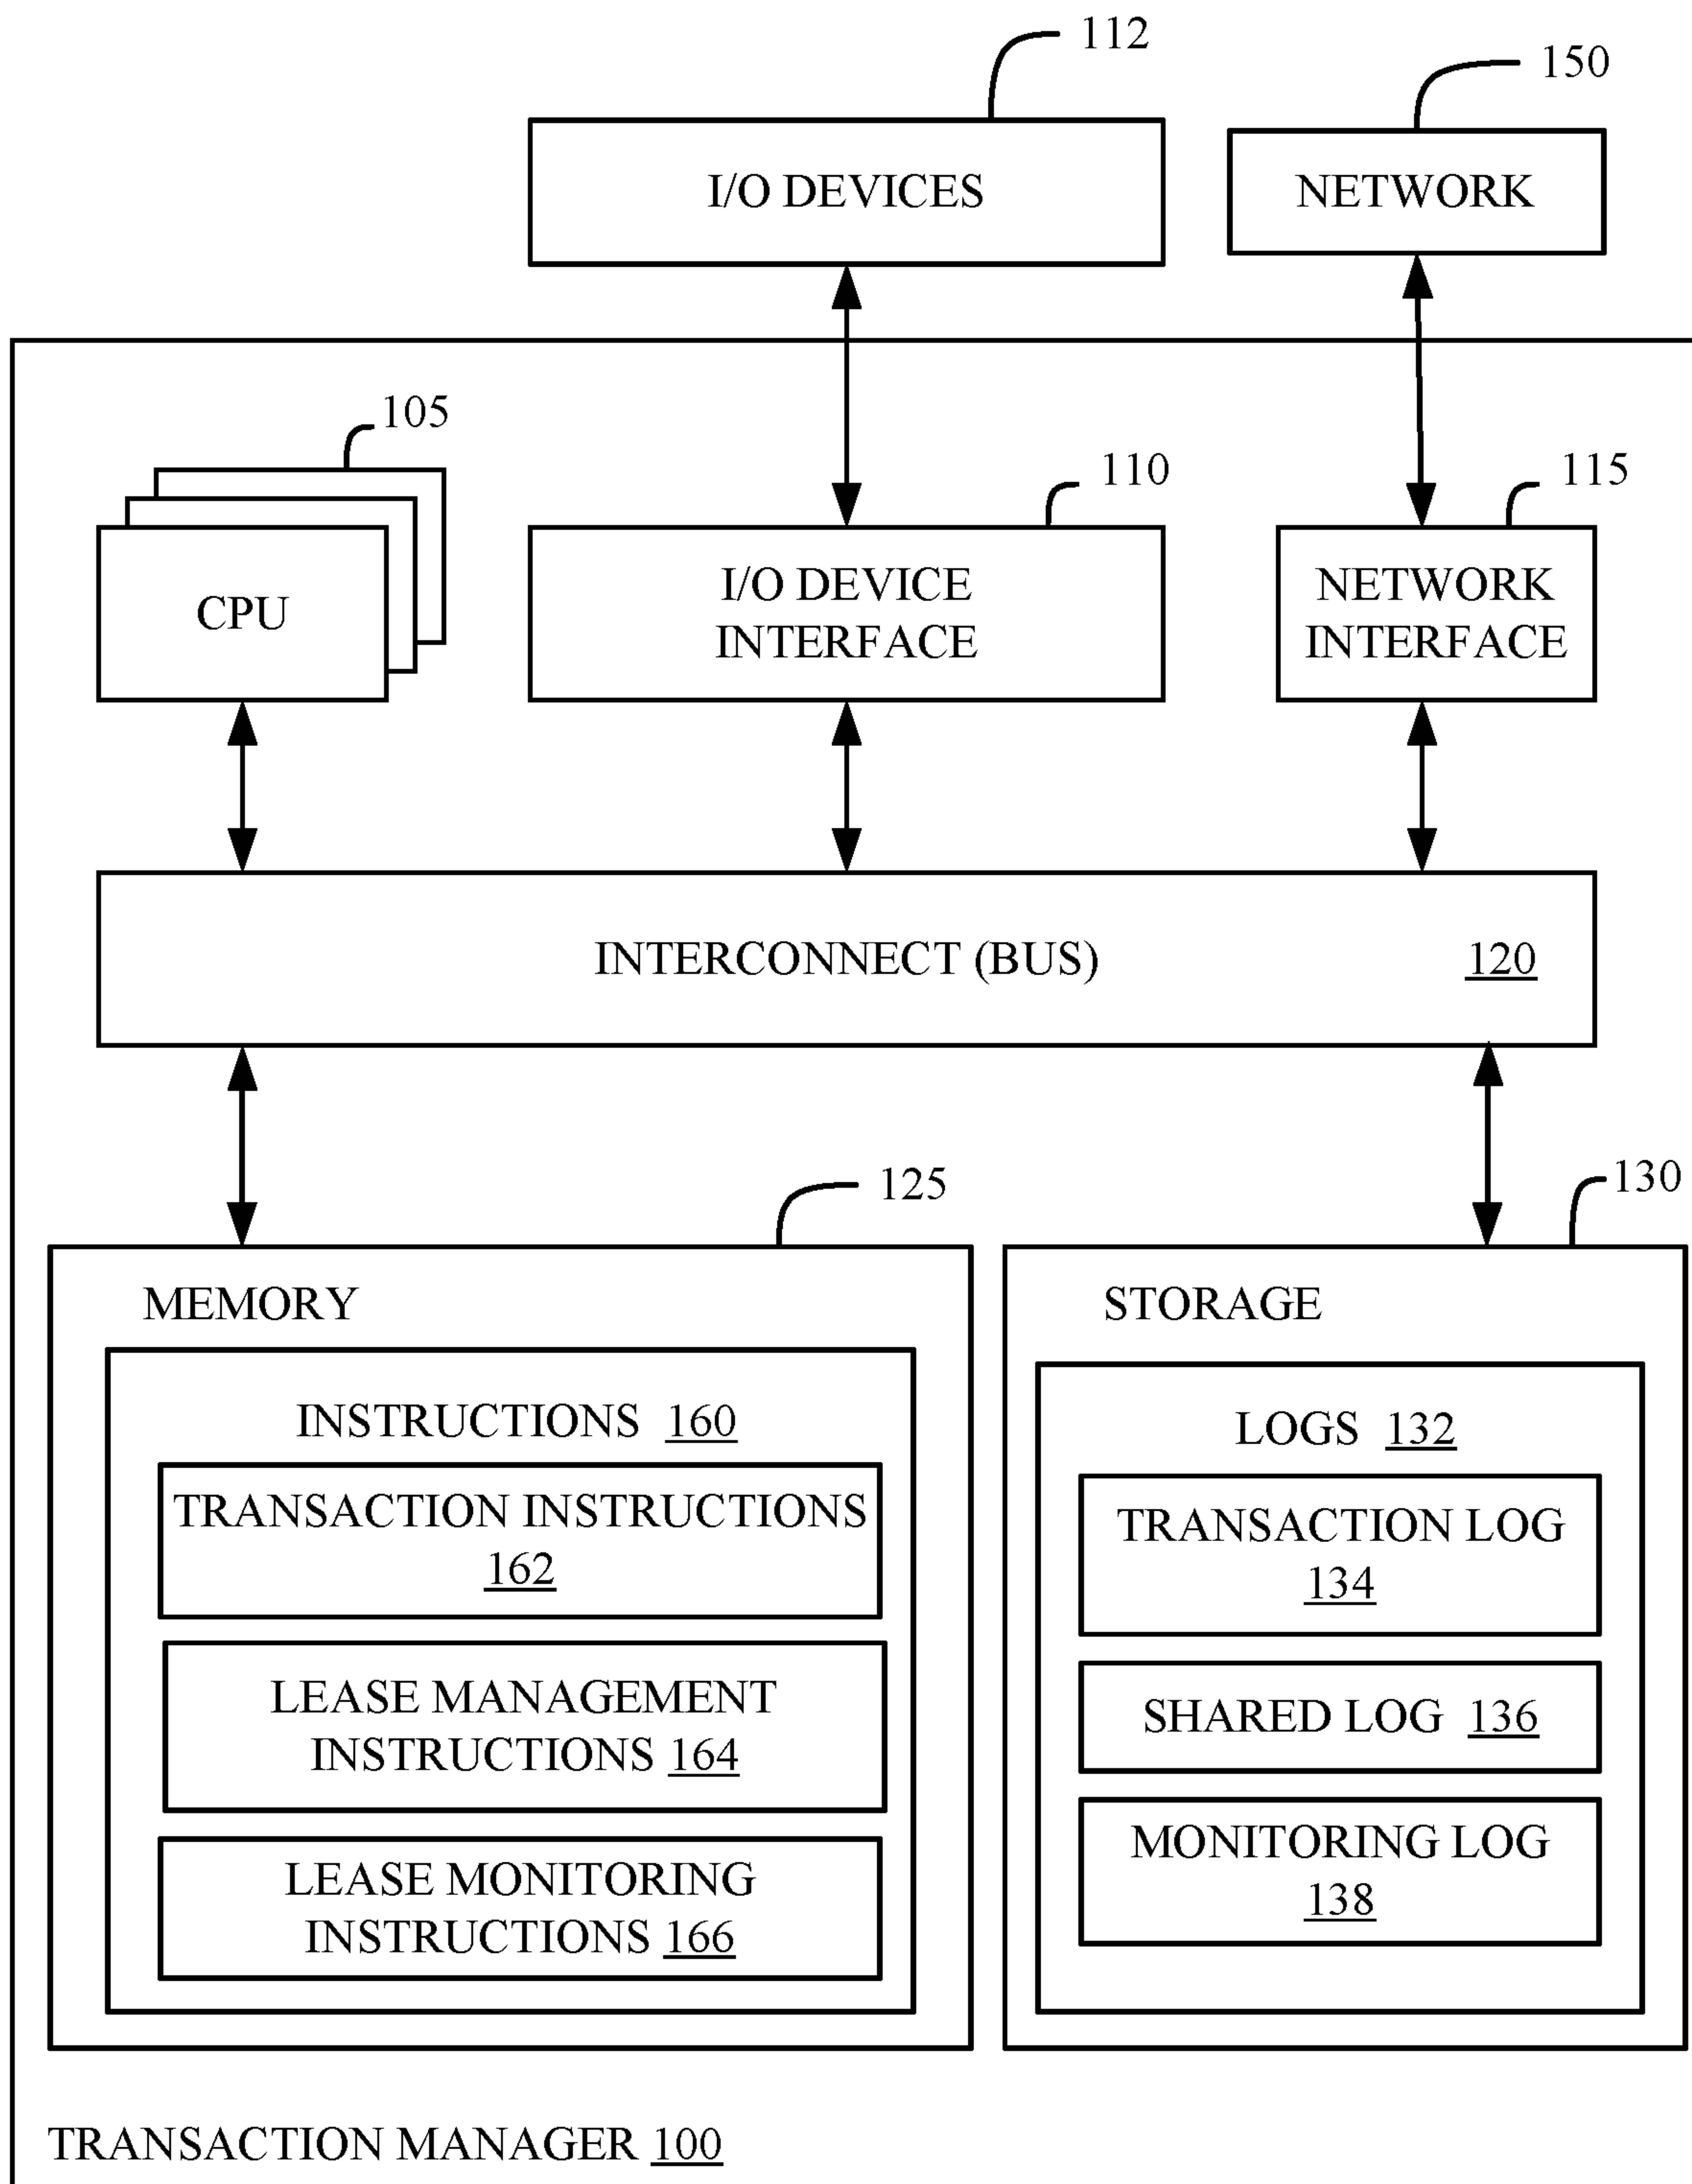 112
150
I/O DEVICES
NETWORK
105
110
115
CPU
I/O DEVICE
INTERFACE
NETWORK
INTERFACE
INTERCONNECT (BUS) 120
125
130
MEMORY
INSTRUCTIONS 160
TRANSACTION INSTRUCTIONS
162
LEASE MANAGEMENT
INSTRUCTIONS 164
LEASE MONITORING
INSTRUCTIONS 166
STORAGE
LOGS 132
TRANSACTION LOG
134
SHARED LOG 136
MONITORING LOG
138
TRANSACTION MANAGER 100